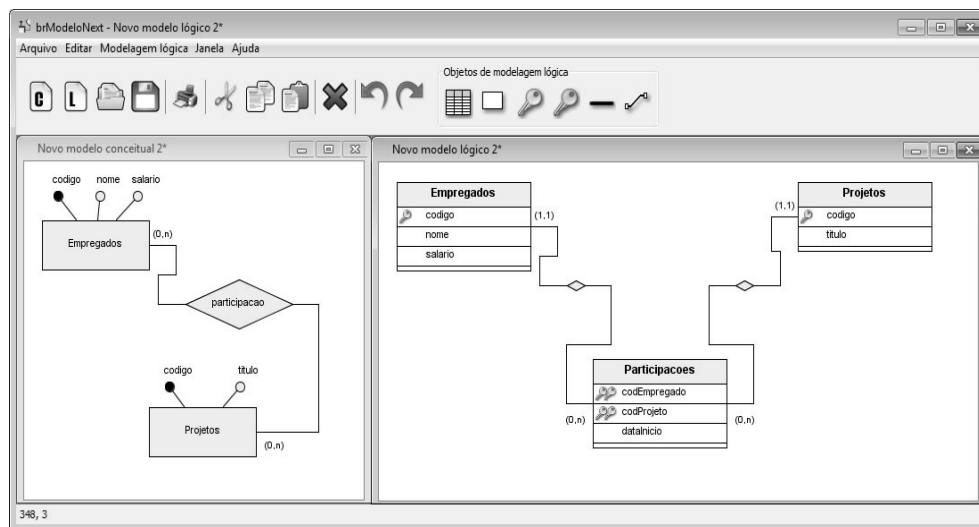 brModeloNext - Novo modelo lógico 2*
Arquivo Editar Modelagem lógica Janela Ajuda
Objetos de modelagem lógica
C
L
Novo modelo conceitual 2*
codigo nome salario
Empregados
(0,n)
participacao
codigo titulo
Projetos
(0,n)
Novo modelo lógico 2*
Empregados
codigo
nome
salario
(1,1)
Projetos
codigo
titulo
(1,1)
Participacoes
codEmpregado
codProjeto
dataInicio
(0,n)
(0,n)
348, 3